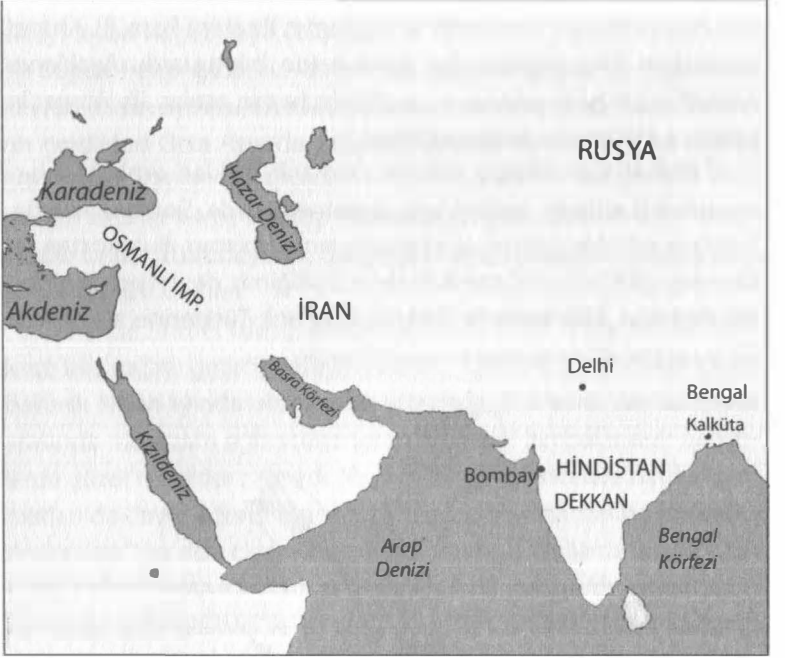 RUSYA
Karadeniz
Hazar Denizi
OSMANLI İMP.
Akdeniz
İRAN
Basra Körfezi
Delhi
Bengal
Kalküta
Kızıldeniz
Bombay
HİNDİSTAN
DEKKAN
Arap
Denizi
Bengal
Körfezi